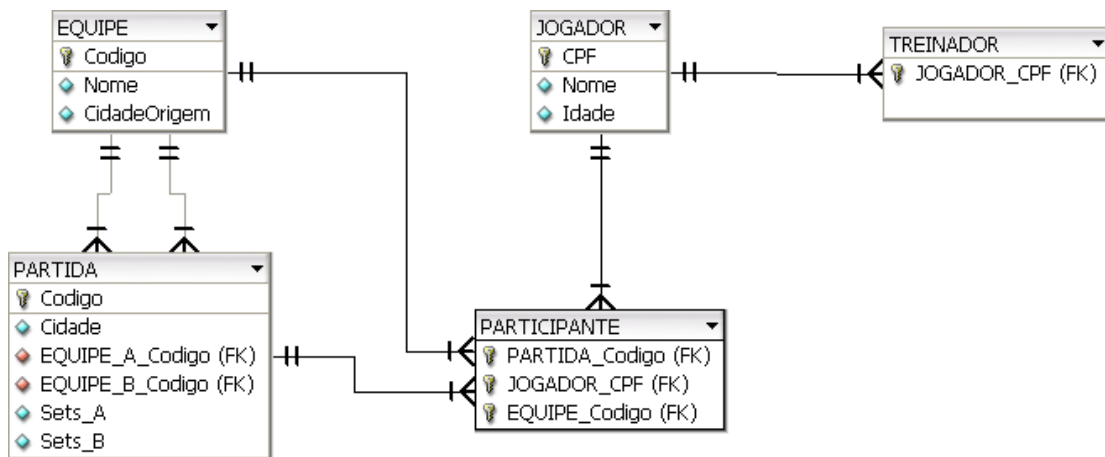 EQUIPE
Codigo
Nome
CidadeOrigem
JOGADOR
CPF
Nome
Idade
TREINADOR
JOGADOR_CPF (FK)
PARTIDA
Codigo
Cidade
EQUIPE_A_Codigo (FK)
EQUIPE_B_Codigo (FK)
Sets_A
Sets_B
PARTICIPANTE
PARTIDA_Codigo (FK)
JOGADOR_CPF (FK)
EQUIPE_Codigo (FK)